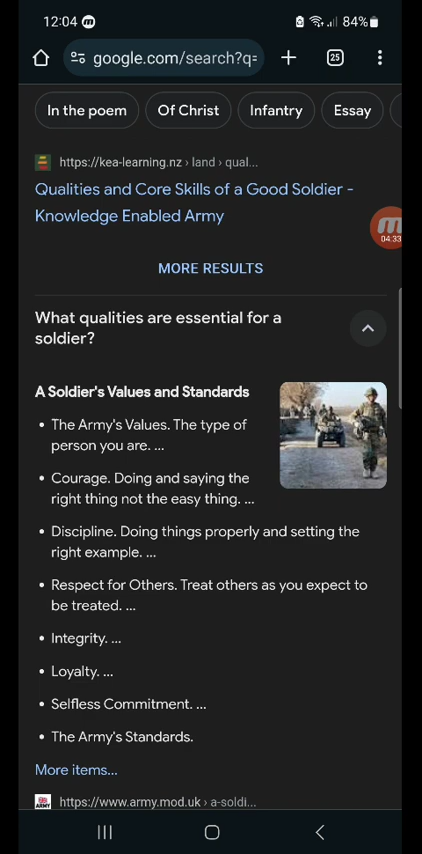 12:04
84%
google.com/search?q=
25
In the poem
Of Christ
Infantry
Essay
https://kea-learning.nz › land › qual...
Qualities and Core Skills of a Good Soldier -
Knowledge Enabled Army
04:33
MORE RESULTS
What qualities are essential for a
soldier?
A Soldier's Values and Standards
• The Army's Values. The type of
person you are. ...
• Courage. Doing and saying the
right thing not the easy thing. ...
• Discipline. Doing things properly and setting the
right example. ...
• Respect for Others. Treat others as you expect to
be treated. ...
• Integrity. ...
• Loyalty. ...
• Selfless Commitment. ...
• The Army's Standards.
More items...
ARMY
https://www.army.mod.uk › a-soldi...